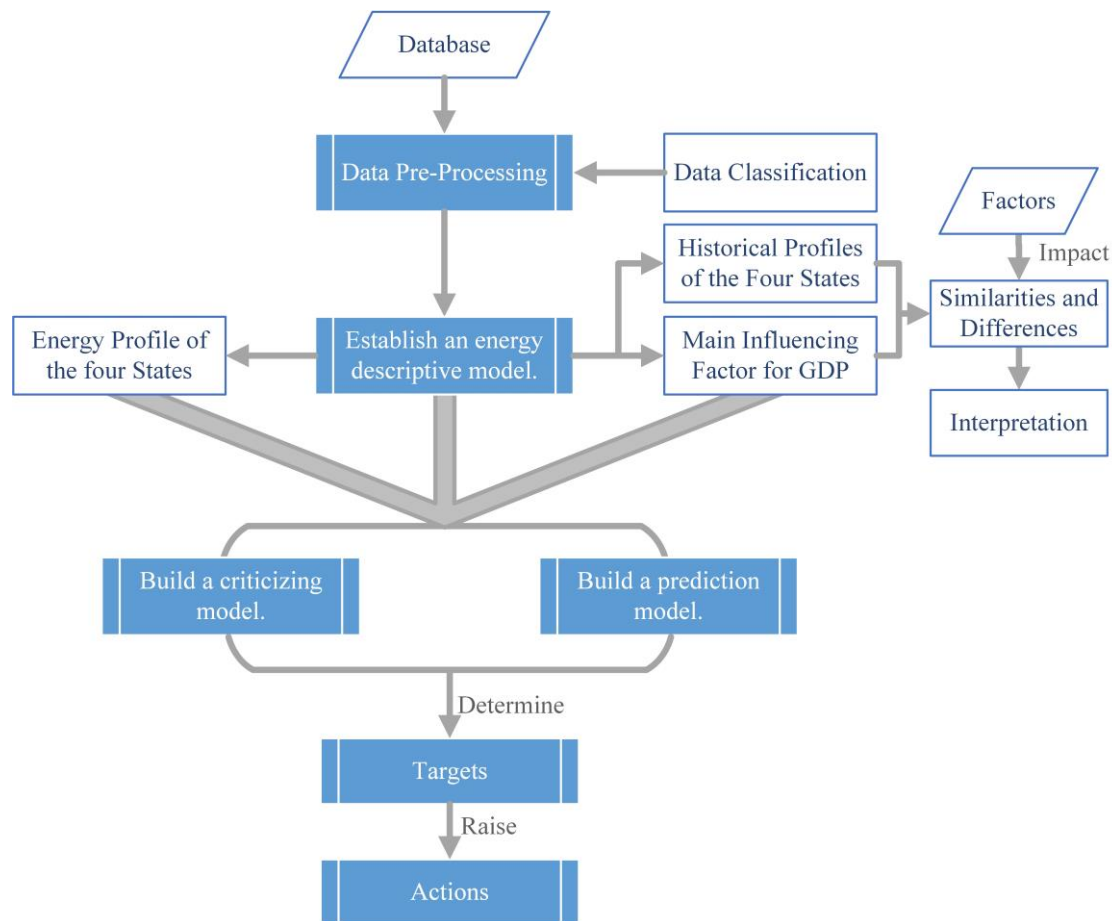 Database
Data Pre-Processing
Data Classification
Factors
Impact
Historical Profiles
of the Four States
Similarities and
Differences
Energy Profile of
the four States
Establish an energy
descriptive model.
Main Influencing
Factor for GDP
Interpretation
Build a criticizing
model.
Build a prediction
model.
Determine
Targets
Raise
Actions